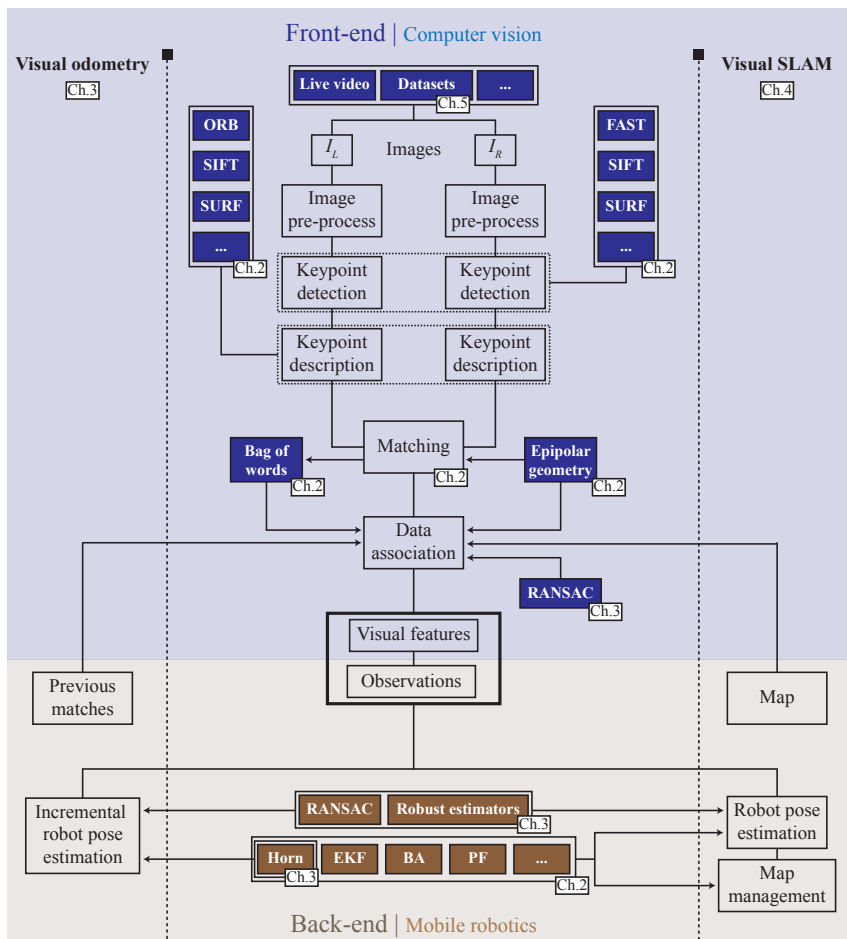 Front-end | Computer vision
Visual odometry
Ch.3
Visual SLAM
Ch.4
Live video
Datasets
...
Ch.5
ORB
SIFT
SURF
...
Ch.2
I_L
Images
I_R
FAST
SIFT
SURF
...
Ch.2
Image
pre-process
Image
pre-process
Keypoint
detection
Keypoint
detection
Keypoint
description
Keypoint
description
Bag of
words
Ch.2
Matching
Ch.2
Epipolar
geometry
Ch.2
Data
association
RANSAC
Ch.3
Visual features
Observations
Previous
matches
Map
Incremental
robot pose
estimation
RANSAC
Robust estimators
Ch.3
Horn
Ch.3
EKF
BA
PF
...
Ch.2
Robot pose
estimation
Map
management
Back-end | Mobile robotics